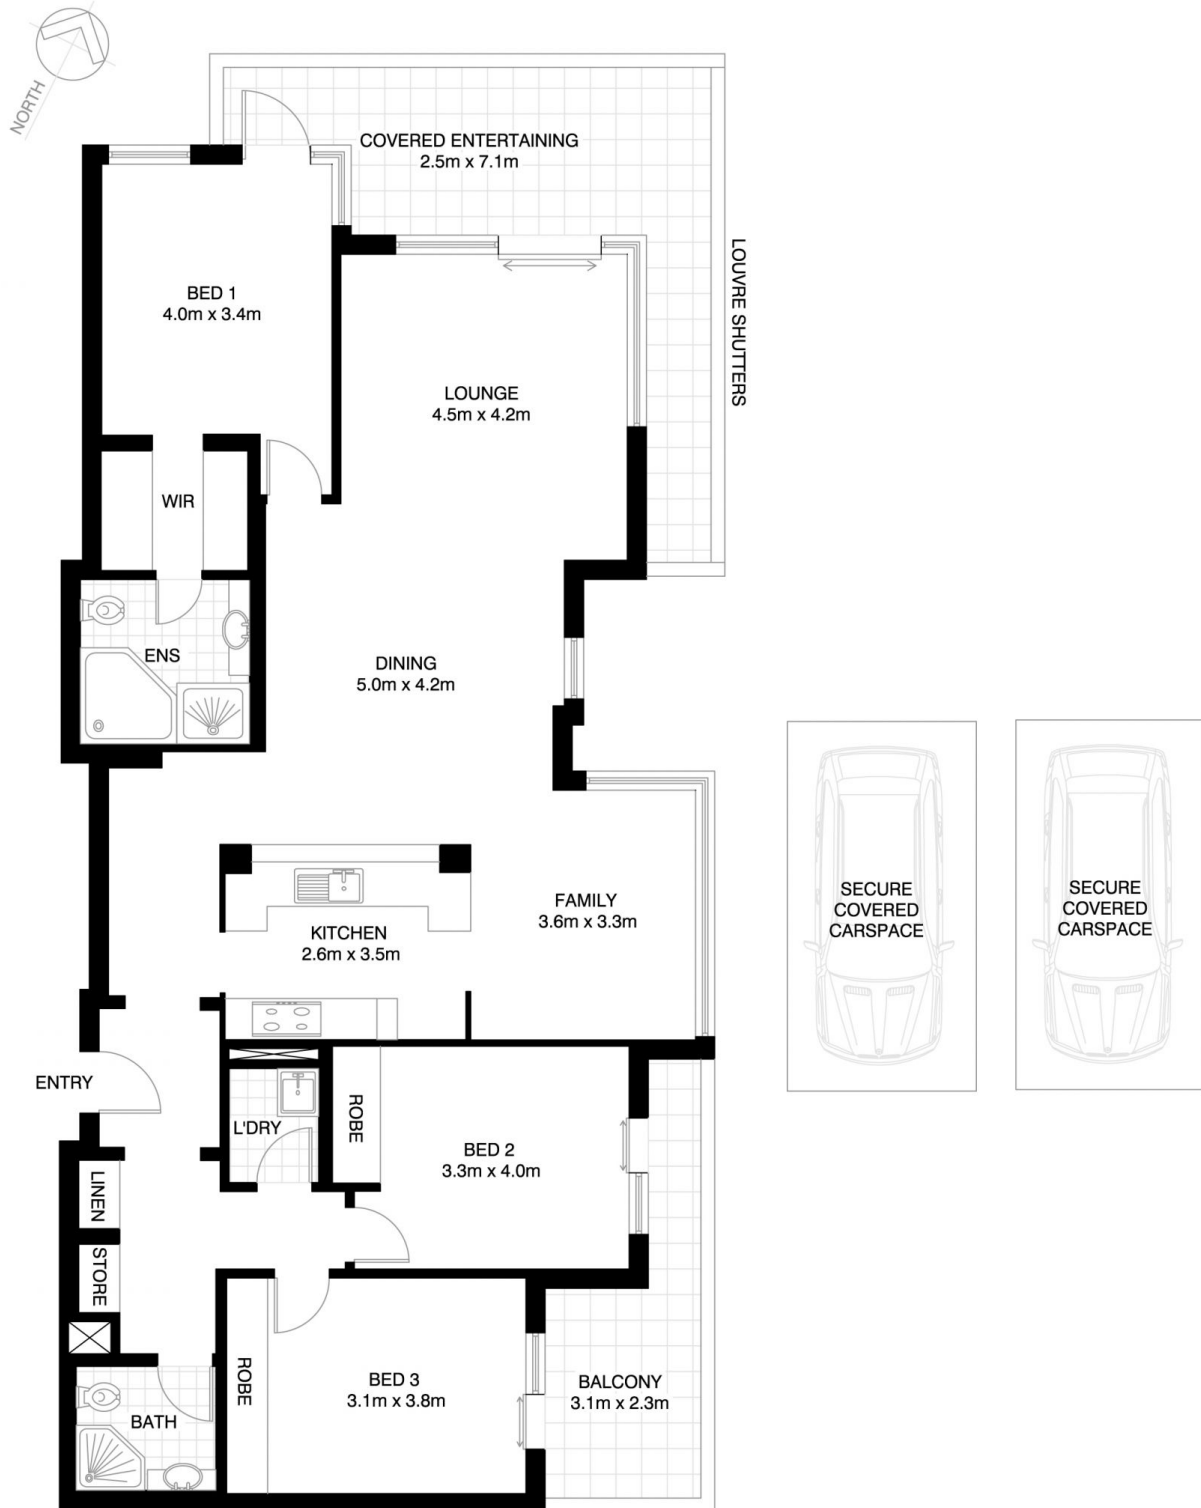 NORTH
COVERED ENTERTAINING
2.5m x 7.1m
LOUVRE SHUTTERS
BED 1
4.0m x 3.4m
LOUNGE
4.5m x 4.2m
WIR
ENS
DINING
5.0m x 4.2m
FAMILY
3.6m x 3.3m
KITCHEN
2.6m x 3.5m
SECURE
COVERED
CARSPACE
SECURE
COVERED
CARSPACE
ENTRY
L'DRY
ROBE
BED 2
3.3m x 4.0m
LINEN
STORE
ROBE
BED 3
3.1m x 3.8m
BALCONY
3.1m x 2.3m
BATH